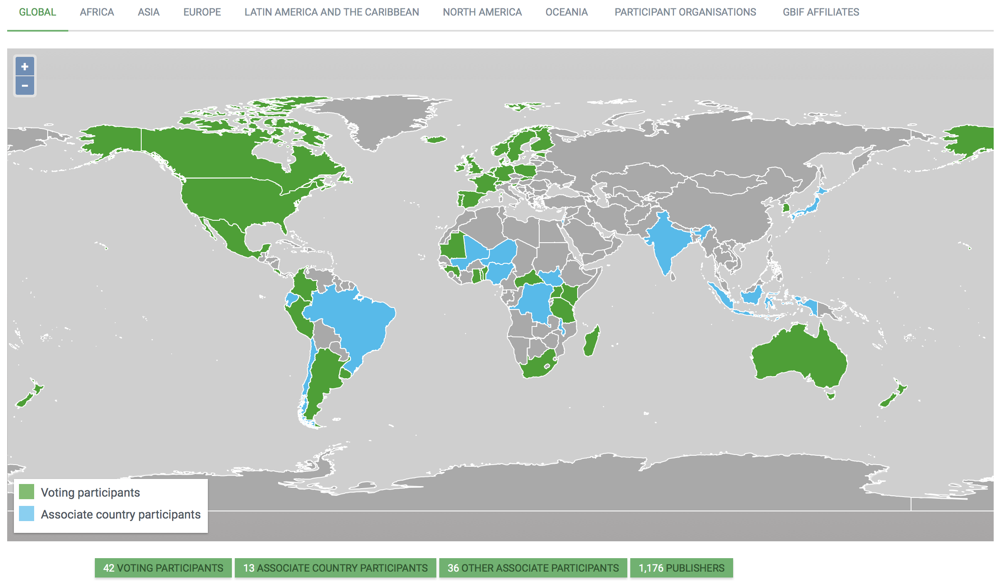 GLOBAL AFRICA ASIA EUROPE LATIN AMERICA AND THE CARIBBEAN NORTH AMERICA OCEANIA PARTICIPANT ORGANISATIONS GBIF AFFILIATES
+
−
Voting participants
Associate country participants
42 VOTING PARTICIPANTS 13 ASSOCIATE COUNTRY PARTICIPANTS 36 OTHER ASSOCIATE PARTICIPANTS 1,176 PUBLISHERS